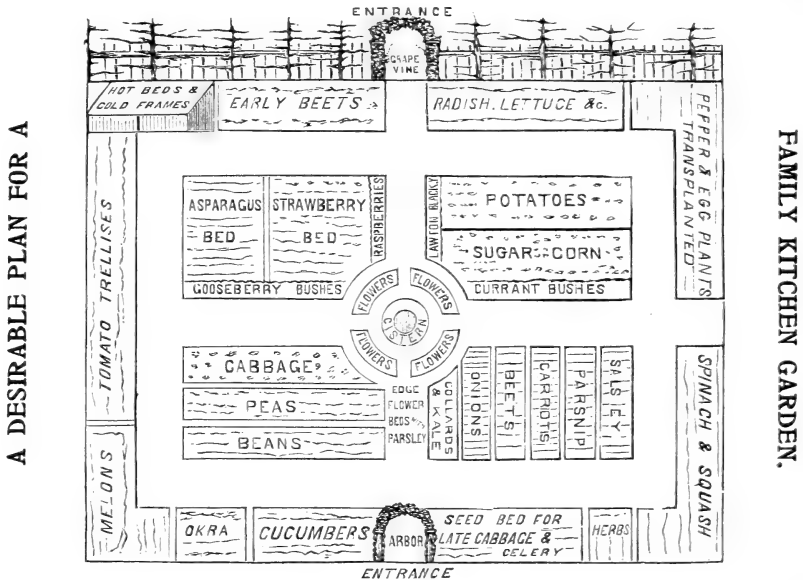 A DESIRABLE PLAN FOR A
FAMILY KITCHEN GARDEN.
ENTRANCE
GRAPE
VINE
HOT BEDS &
COLD FRAMES
EARLY BEETS
RADISH. LETTUCE &c.
PEPPER & EGG PLANTS
TRANSPLANTED
TOMATO TRELLISES
ASPARAGUS
BED
STRAWBERRY
BED
RASPBERRIES
LAWTON BLACK'Y
POTATOES
SUGAR CORN
GOOSEBERRY BUSHES
CURRANT BUSHES
FLOWERS
FLOWERS
CISTERN
FLOWERS
FLOWERS
CABBAGE
PEAS
BEANS
EDGE
FLOWER
BEDS WITH
PARSLEY
COLLARDS
& KALE
ONIONS
BEETS
CARROTS
PARSNIP
SALSIFY
SPINACH & SQUASH
MELONS
OKRA
CUCUMBERS
ARBOR
SEED BED FOR
LATE CABBAGE &
CELERY
HERBS
ENTRANCE